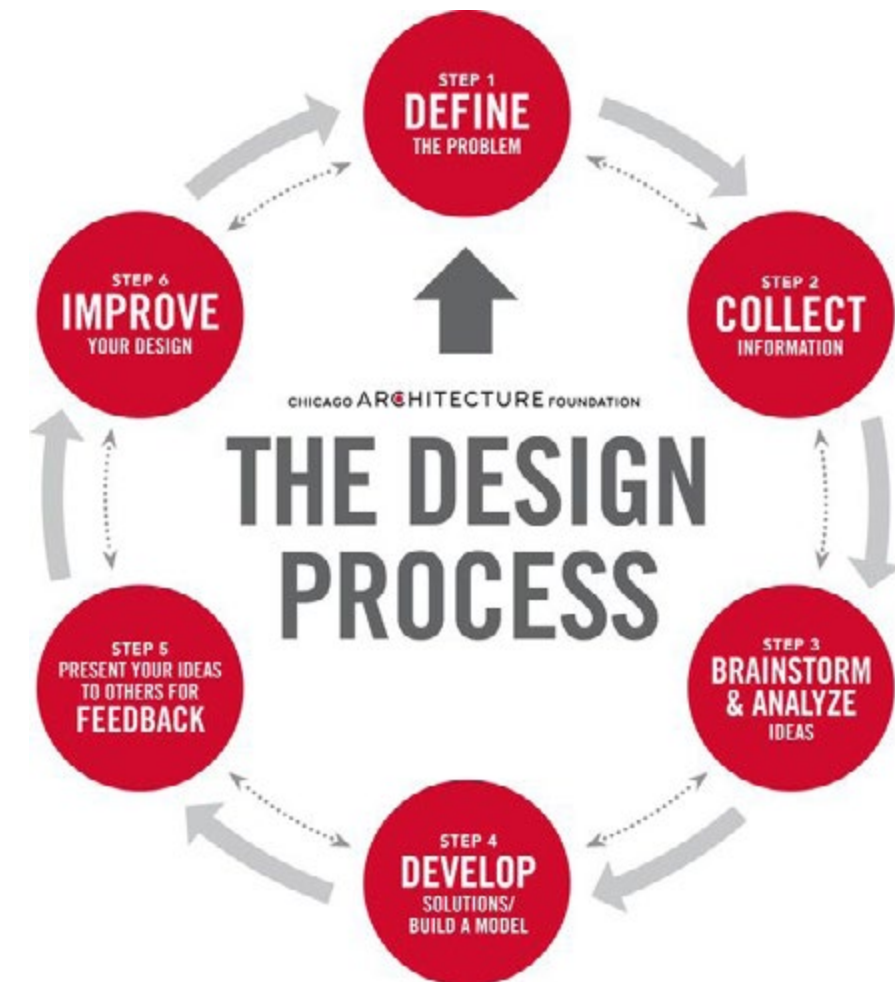 STEP 1
DEFINE
THE PROBLEM
STEP 2
COLLECT
INFORMATION
STEP 3
BRAINSTORM
& ANALYZE
IDEAS
STEP 4
DEVELOP
SOLUTIONS/
BUILD A MODEL
STEP 5
PRESENT YOUR IDEAS
TO OTHERS FOR
FEEDBACK
STEP 6
IMPROVE
YOUR DESIGN
CHICAGO ARCHITECTURE FOUNDATION
THE DESIGN
PROCESS